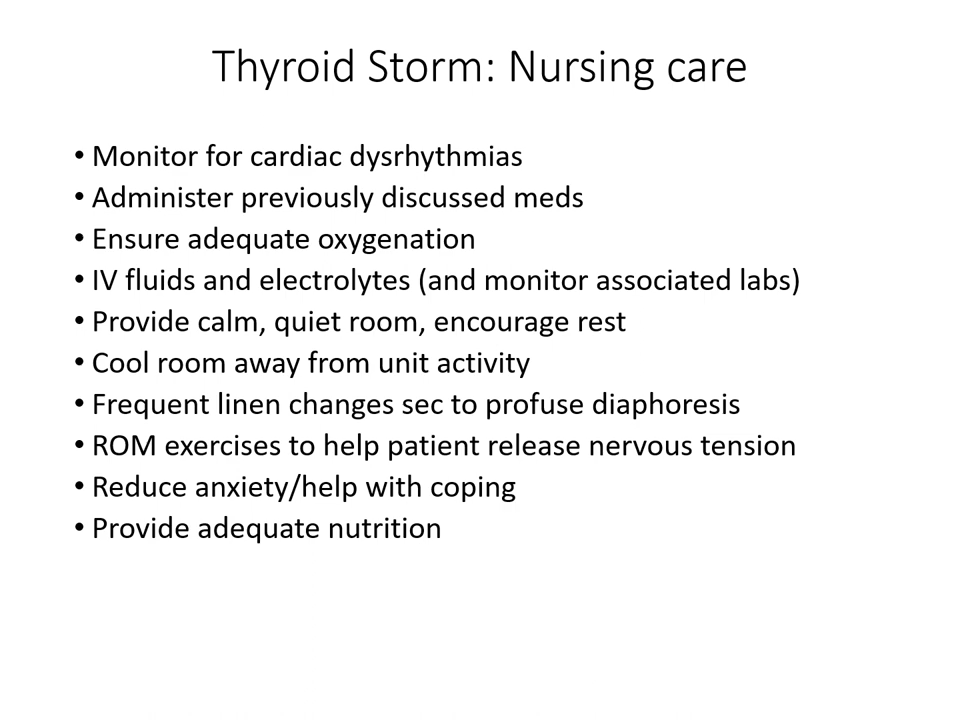 Thyroid Storm: Nursing care
• Monitor for cardiac dysrhythmias
• Administer previously discussed meds
• Ensure adequate oxygenation
• IV fluids and electrolytes (and monitor associated labs)
• Provide calm, quiet room, encourage rest
• Cool room away from unit activity
• Frequent linen changes sec to profuse diaphoresis
• ROM exercises to help patient release nervous tension
• Reduce anxiety/help with coping
• Provide adequate nutrition